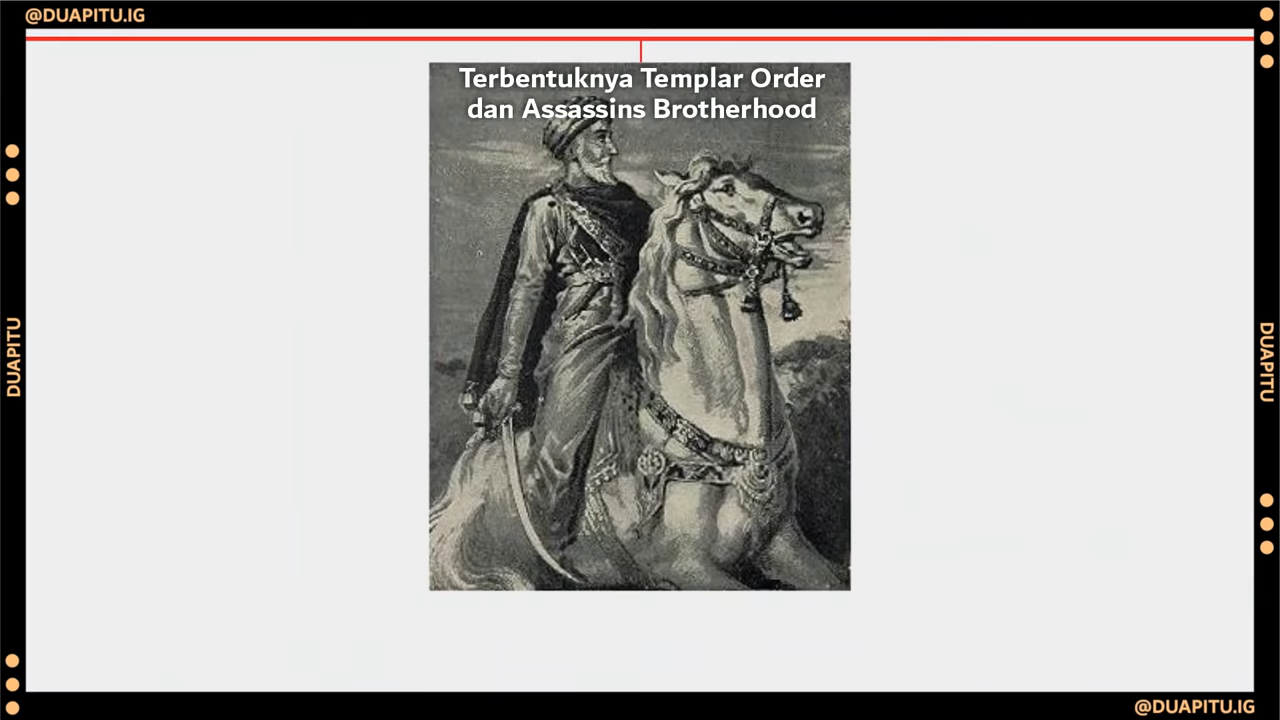 @DUAPITU.IG
Terbentuknya Templar Order
dan Assassins Brotherhood
DUAPITU
DUAPITU
@DUAPITU.IG